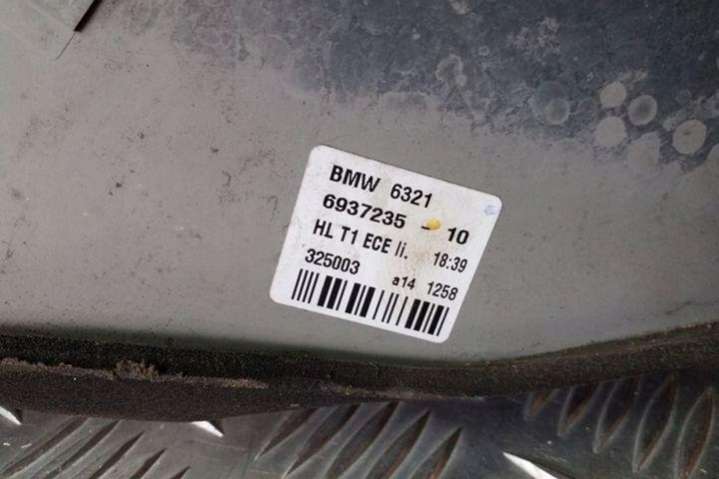 BMW 6321
6937235 - 10
HL T1 ECE li. 18:39
325003 a14 1258